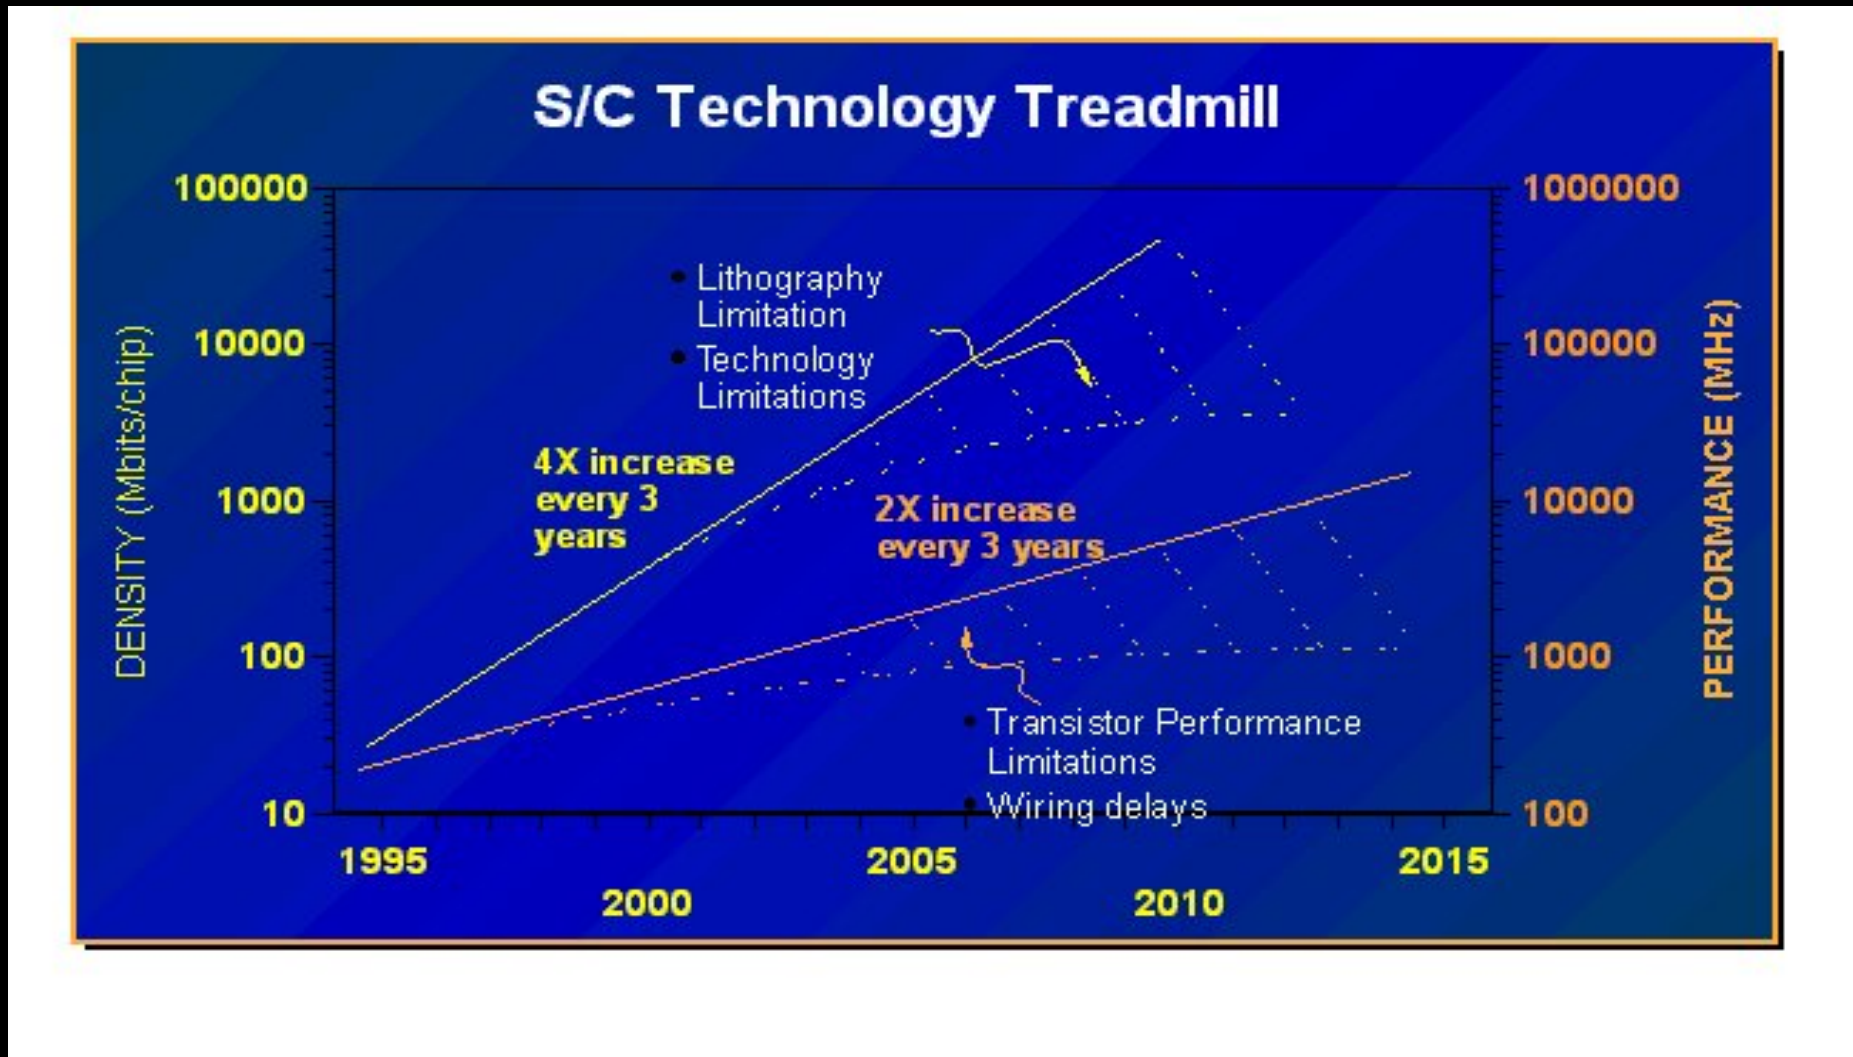 S/C Technology Treadmill
100000
10000
1000
100
10
DENSITY (Mbits/chip)
1000000
100000
10000
1000
100
PERFORMANCE (MHz)
• Lithography
Limitation
• Technology
Limitations
4X increase
every 3
years
2X increase
every 3 years
• Transistor Performance
Limitations
• Wiring delays
1995
2000
2005
2010
2015